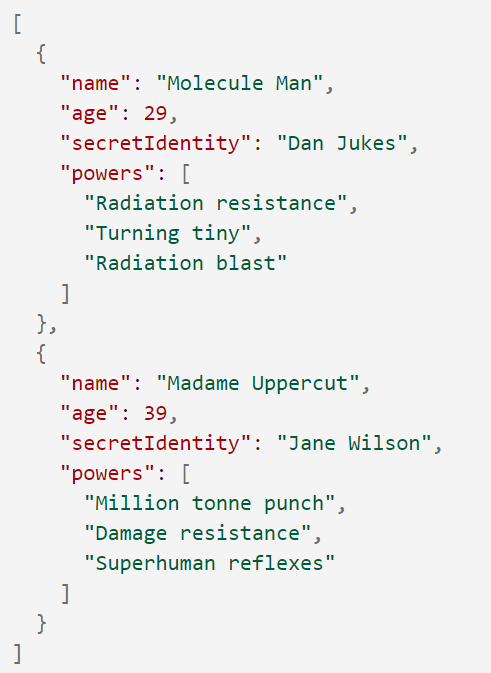 [
  {
    "name": "Molecule Man",
    "age": 29,
    "secretIdentity": "Dan Jukes",
    "powers": [
      "Radiation resistance",
      "Turning tiny",
      "Radiation blast"
    ]
  },
  {
    "name": "Madame Uppercut",
    "age": 39,
    "secretIdentity": "Jane Wilson",
    "powers": [
      "Million tonne punch",
      "Damage resistance",
      "Superhuman reflexes"
    ]
  }
]